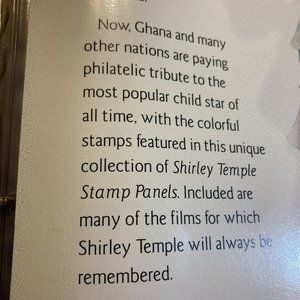 Now, Ghana and many
other nations are paying
philatelic tribute to the
most popular child star of
all time, with the colorful
stamps featured in this unique
collection of Shirley Temple
Stamp Panels. Included are
many of the films for which
Shirley Temple will always be
remembered.